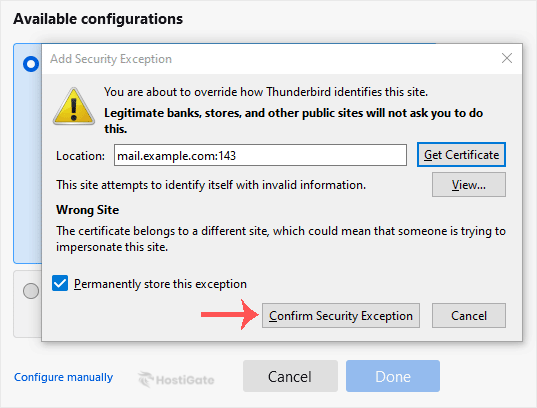 Available configurations
Add Security Exception
You are about to override how Thunderbird identifies this site.
Legitimate banks, stores, and other public sites will not ask you to do
this.
Location: mail.example.com:143 Get Certificate
This site attempts to identify itself with invalid information. View...
Wrong Site
The certificate belongs to a different site, which could mean that someone is trying to
impersonate this site.
Permanently store this exception
Confirm Security Exception Cancel
Configure manually HostiGate Cancel Done